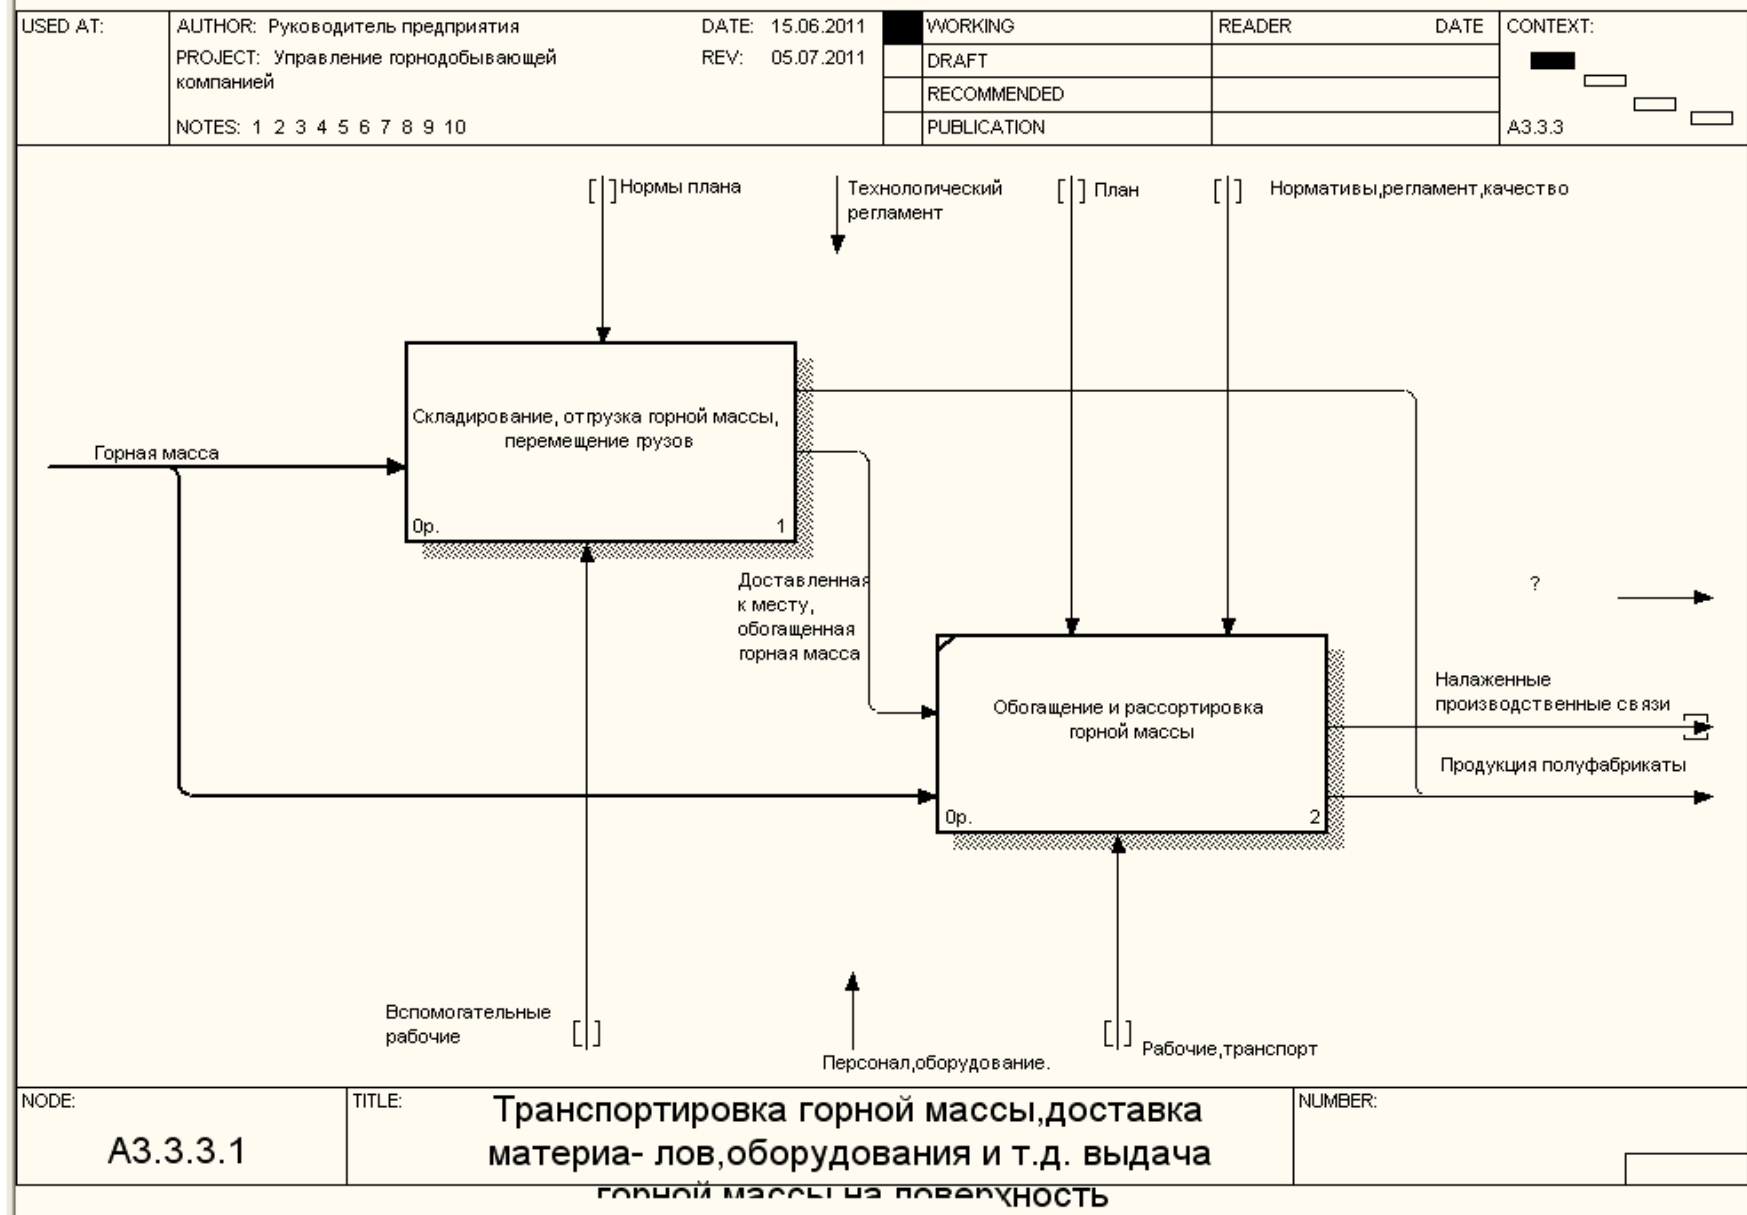 USED AT:
AUTHOR: Руководитель предприятия
DATE: 15.06.2011
PROJECT: Управление горнодобывающей
компанией
REV: 05.07.2011
NOTES: 1 2 3 4 5 6 7 8 9 10
WORKING
DRAFT
RECOMMENDED
PUBLICATION
READER
DATE
CONTEXT:
A3.3.3
Нормы плана
Технологический
регламент
План
Нормативы,регламент,качество
Складирование, отгрузка горной массы,
перемещение грузов
0р.
1
Горная масса
Доставленная
к месту,
обогащенная
горная масса
?
Обогащение и рассортировка
горной массы
0р.
2
Налаженные
производственные связи
Продукция полуфабрикаты
Вспомогательные
рабочие
Персонал,оборудование.
Рабочие,транспорт
NODE:
A3.3.3.1
TITLE:
Транспортировка горной массы,доставка
материа- лов,оборудования и т.д. выдача
горной массы на поверхность
NUMBER: